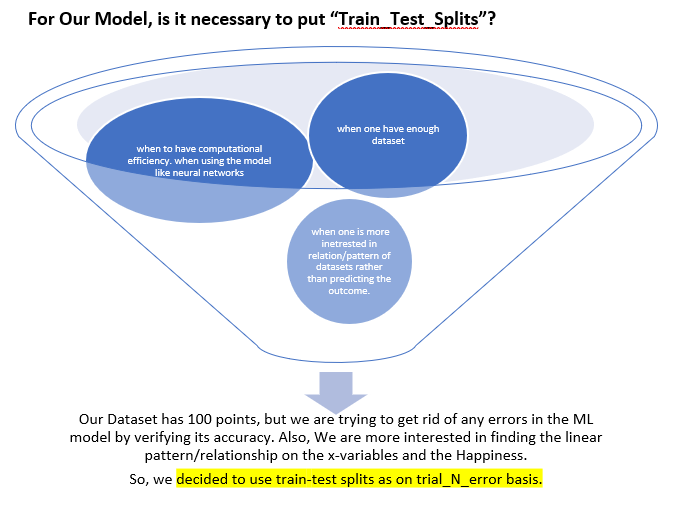 For Our Model, is it necessary to put “Train_Test_Splits”?
when to have computational
efficiency. when using the model
like neural networks
when one have enough
dataset
when one is more
inetrested in
relation/pattern of
datasets rather
than predicting the
outcome.
Our Dataset has 100 points, but we are trying to get rid of any errors in the ML
model by verifying its accuracy. Also, We are more interested in finding the linear
pattern/relationship on the x-variables and the Happiness.
So, we decided to use train-test splits as on trial_N_error basis.